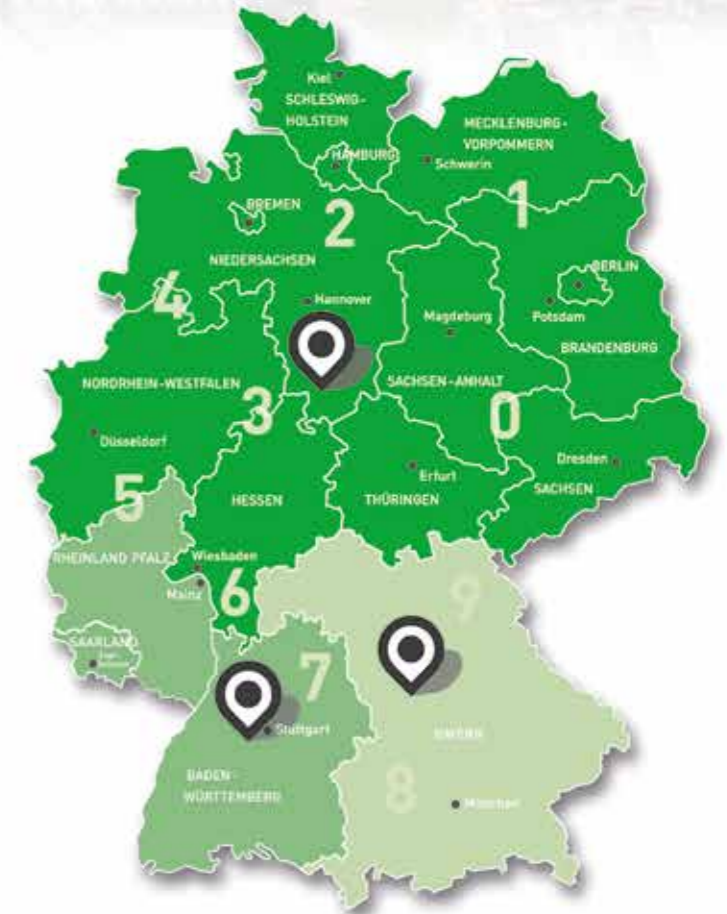 Kiel
SCHLESWIG-
HOLSTEIN
MECKLENBURG-
VORPOMMERN
HAMBURG
Schwerin
1
BREMEN
2
NIEDERSACHSEN
BERLIN
4
Hannover
Potsdam
Magdeburg
BRANDENBURG
NORDRHEIN-WESTFALEN
SACHSEN-ANHALT
3
0
Düsseldorf
Dresden
Erfurt
5
HESSEN
THÜRINGEN
SACHSEN
RHEINLAND PFALZ
Wiesbaden
Mainz
6
9
SAARLAND
7
Stuttgart
BADEN-
WÜRTTEMBERG
8
München